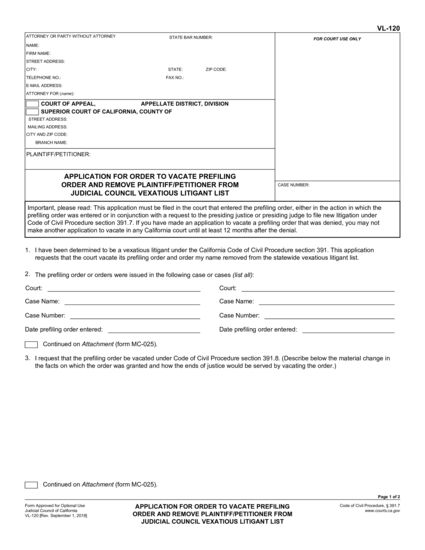 VL-120
ATTORNEY OR PARTY WITHOUT ATTORNEY STATE BAR NUMBER:
FOR COURT USE ONLY
NAME:
FIRM NAME:
STREET ADDRESS:
CITY: STATE: ZIP CODE:
TELEPHONE NO.: FAX NO.:
E-MAIL ADDRESS:
ATTORNEY FOR (name):
COURT OF APPEAL, APPELLATE DISTRICT, DIVISION
SUPERIOR COURT OF CALIFORNIA, COUNTY OF
STREET ADDRESS:
MAILING ADDRESS:
CITY AND ZIP CODE:
BRANCH NAME:
PLAINTIFF/PETITIONER:
APPLICATION FOR ORDER TO VACATE PREFILING
ORDER AND REMOVE PLAINTIFF/PETITIONER FROM
JUDICIAL COUNCIL VEXATIOUS LITIGANT LIST
CASE NUMBER:
Important, please read: This application must be filed in the court that entered the prefiling order, either in the action in which the
prefiling order was entered or in conjunction with a request to the presiding justice or presiding judge to file new litigation under
Code of Civil Procedure section 391.7. If you have made an application to vacate a prefiling order that was denied, you may not
make another application to vacate in any California court until at least 12 months after the denial.
1. I have been determined to be a vexatious litigant under the California Code of Civil Procedure section 391. This application
requests that the court vacate its prefiling order and order my name removed from the statewide vexatious litigant list.
2. The prefiling order or orders were issued in the following case or cases (list all):
Court: Court:
Case Name: Case Name:
Case Number: Case Number:
Date prefiling order entered: Date prefiling order entered:
Continued on Attachment (form MC-025).
3. I request that the prefiling order be vacated under Code of Civil Procedure section 391.8. (Describe below the material change in
the facts on which the order was granted and how the ends of justice would be served by vacating the order.)
Continued on Attachment (form MC-025).
Page 1 of 2
Form Approved for Optional Use
Judicial Council of California
VL-120 [Rev. September 1, 2018]
APPLICATION FOR ORDER TO VACATE PREFILING
ORDER AND REMOVE PLAINTIFF/PETITIONER FROM
JUDICIAL COUNCIL VEXATIOUS LITIGANT LIST
Code of Civil Procedure, § 391.7
www.courts.ca.gov